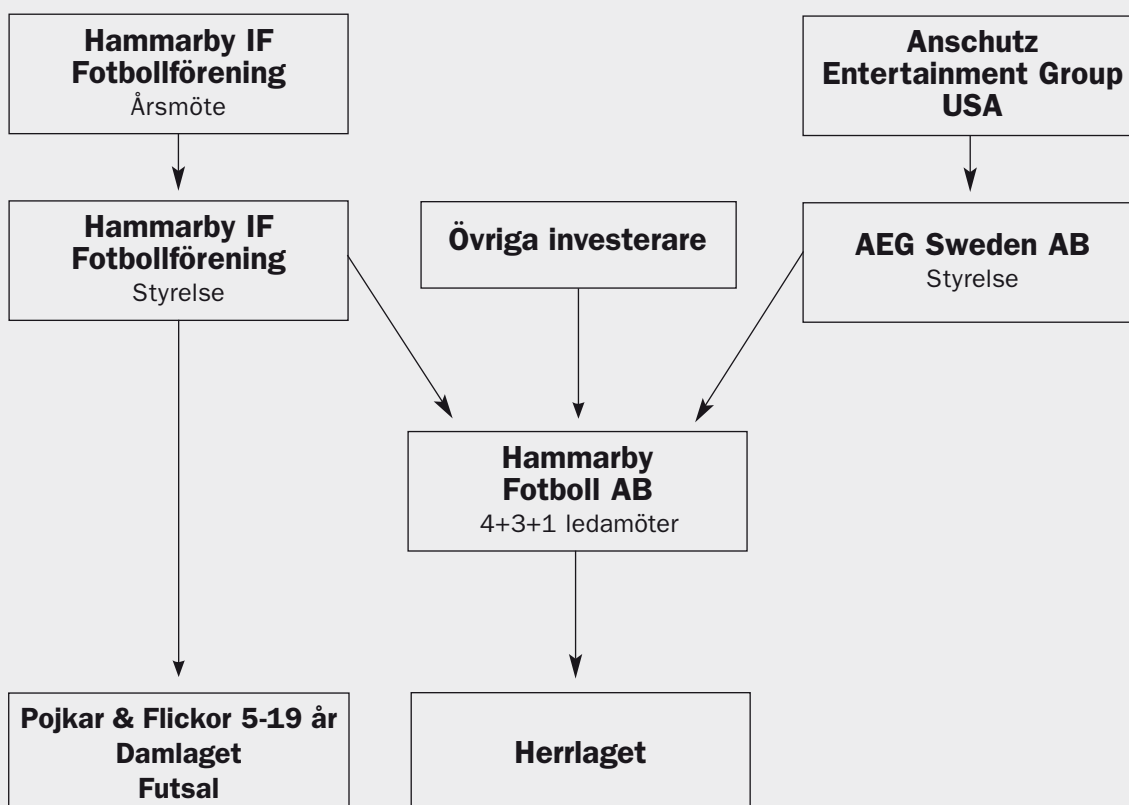 Hammarby IF
Fotbollförening
Årsmöte
Anschutz
Entertainment Group
USA
Hammarby IF
Fotbollförening
Styrelse
Övriga investerare
AEG Sweden AB
Styrelse
Hammarby
Fotboll AB
4+3+1 ledamöter
Pojkar & Flickor 5-19 år
Damlaget
Futsal
Herrlaget